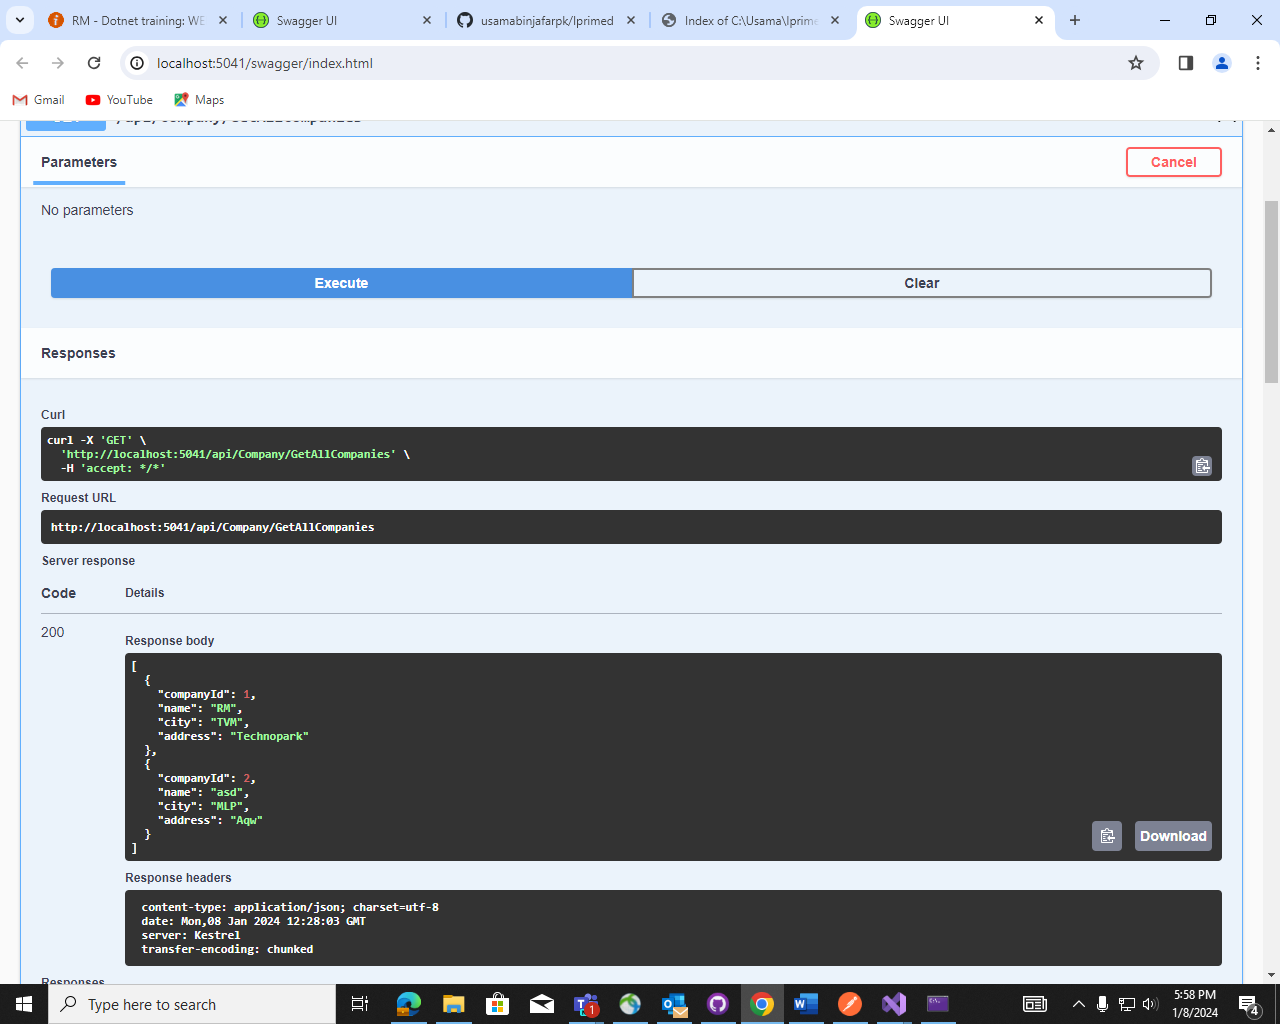 RM - Dotnet training: WE
Swagger UI
usamabinjafarpk/Iprimed
Index of C:\Usama\Iprime
Swagger UI
localhost:5041/swagger/index.html
Gmail
YouTube
Maps
Parameters
Cancel
No parameters
Execute
Clear
Responses
Curl
curl -X 'GET' \
'http://localhost:5041/api/Company/GetAllCompanies' \
-H 'accept: */*'
Request URL
http://localhost:5041/api/Company/GetAllCompanies
Server response
Code Details
200
Response body
[
{
"companyId": 1,
"name": "RM",
"city": "TVM",
"address": "Technopark"
},
{
"companyId": 2,
"name": "asd",
"city": "MLP",
"address": "Aqw"
}
]
Download
Response headers
content-type: application/json; charset=utf-8
date: Mon,08 Jan 2024 12:28:03 GMT
server: Kestrel
transfer-encoding: chunked
Responses
Type here to search
1
5:58 PM
1/8/2024
4